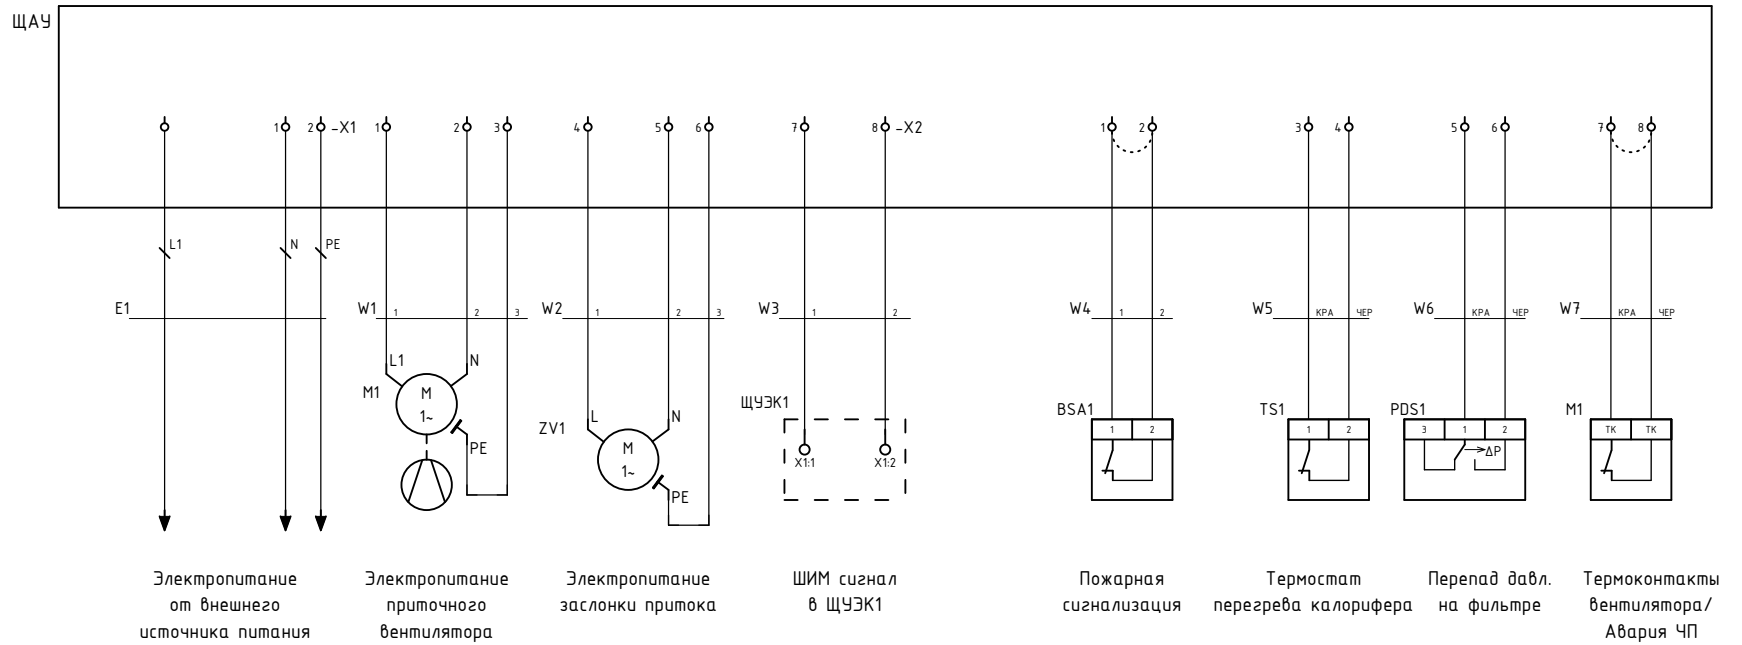 ЩАУ
1 2 -X1 1 2 3 4 5 6 7 8 -X2 1 2 3 4 5 6 7 8
L1 N PE
E1 W1 1 2 3 W2 1 2 3 W3 1 2 W4 1 2 W5 КРА ЧЕР W6 КРА ЧЕР W7 КРА ЧЕР
L1 N
M1 M 1~
PE
ZV1 L N
M 1~
PE
ЩУЭК1
X1:1 X1:2
BSA1
1 2
TS1
1 2
PDS1
3 1 2
ΔP
M1
ТК ТК
Электропитание
от внешнего
источника питания
Электропитание
приточного
вентилятора
Электропитание
заслонки притока
ШИМ сигнал
в ЩУЭК1
Пожарная
сигнализация
Термостат
перегрева калорифера
Перепад давл.
на фильтре
Термоконтакты
вентилятора/
Авария ЧП